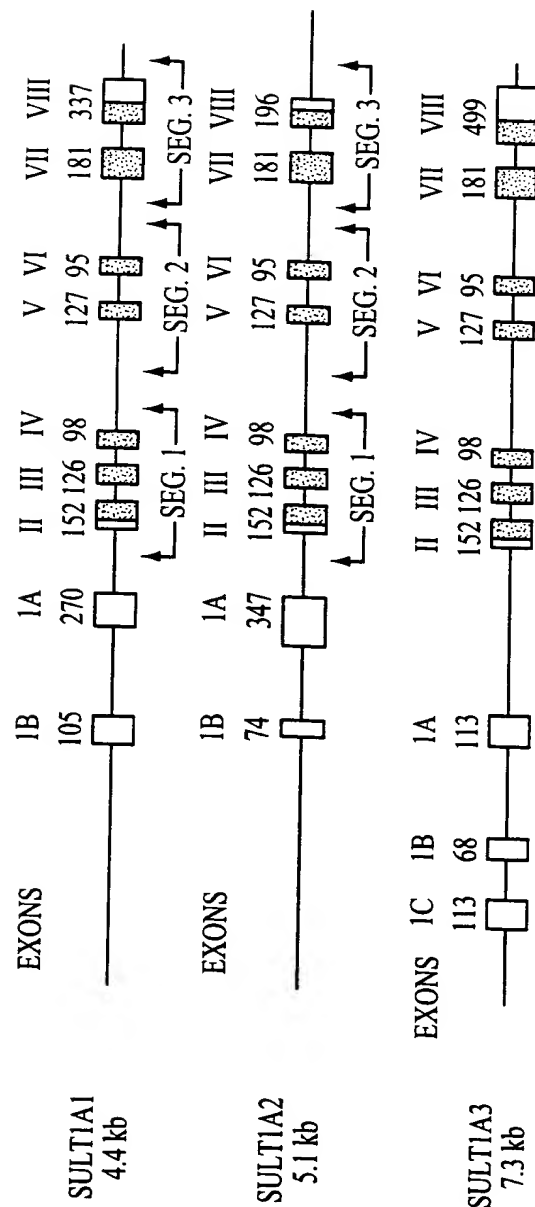 EXONS 1B 1A II III IV V VI VII VIII
105 270 152 126 98 127 95 181 337
SULT1A1
4.4 kb
SEG. 1 SEG. 2 SEG. 3
EXONS 1B 1A II III IV V VI VII VIII
74 347 152 126 98 127 95 181 196
SULT1A2
5.1 kb
SEG. 1 SEG. 2 SEG. 3
EXONS 1C 1B 1A II III IV V VI VII VIII
113 68 113 152 126 98 127 95 181 499
SULT1A3
7.3 kb